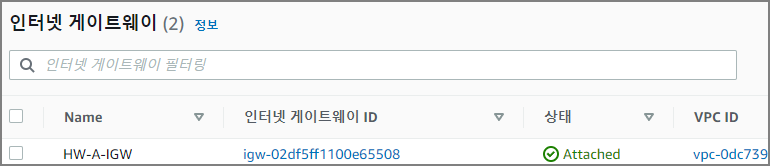 인터넷 게이트웨이 (2) 정보
인터넷 게이트웨이 필터링
Name 인터넷 게이트웨이 ID 상태 VPC ID
HW-A-IGW igw-02df5ff1100e65508 Attached vpc-0dc739